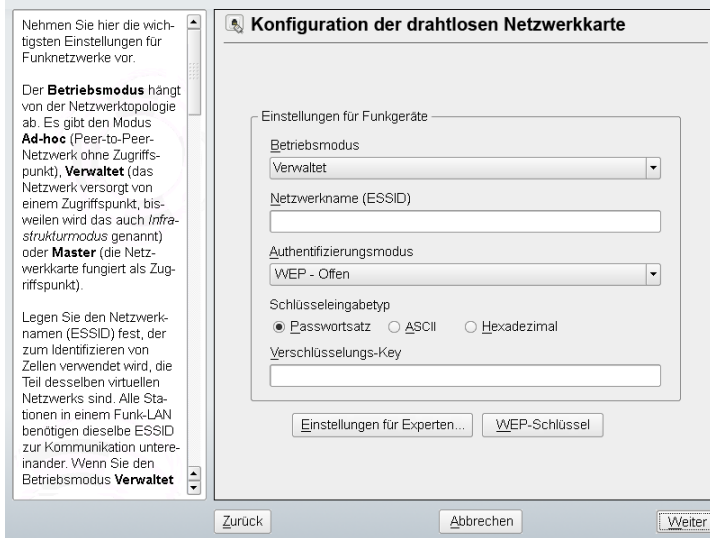 Nehmen Sie hier die wich-
tigsten Einstellungen für
Funknetzwerke vor.
Der Betriebsmodus hängt
von der Netzwerktopologie
ab. Es gibt den Modus
Ad-hoc (Peer-to-Peer-
Netzwerk ohne Zugriffs-
punkt), Verwaltet (das
Netzwerk versorgt von
einem Zugriffspunkt, bis-
weilen wird das auch Infra-
strukturmodus genannt)
oder Master (die Netz-
werkkarte fungiert als Zug-
riffspunkt).
Legen Sie den Netzwerk-
namen (ESSID) fest, der
zum Identifizieren von
Zellen verwendet wird, die
Teil desselben virtuellen
Netzwerks sind. Alle Sta-
tionen in einem Funk-LAN
benötigen dieselbe ESSID
zur Kommunikation unterei-
nander. Wenn Sie den
Betriebsmodus Verwaltet
Konfiguration der drahtlosen Netzwerkkarte
Einstellungen für Funkgeräte
Betriebsmodus
Verwaltet
Netzwerkname (ESSID)
Authentifizierungsmodus
WEP - Offen
Schlüsseleingabetyp
Passwortsatz ASCII Hexadezimal
Verschlüsselungs-Key
Einstellungen für Experten... WEP-Schlüssel
Zurück Abbrechen Weiter